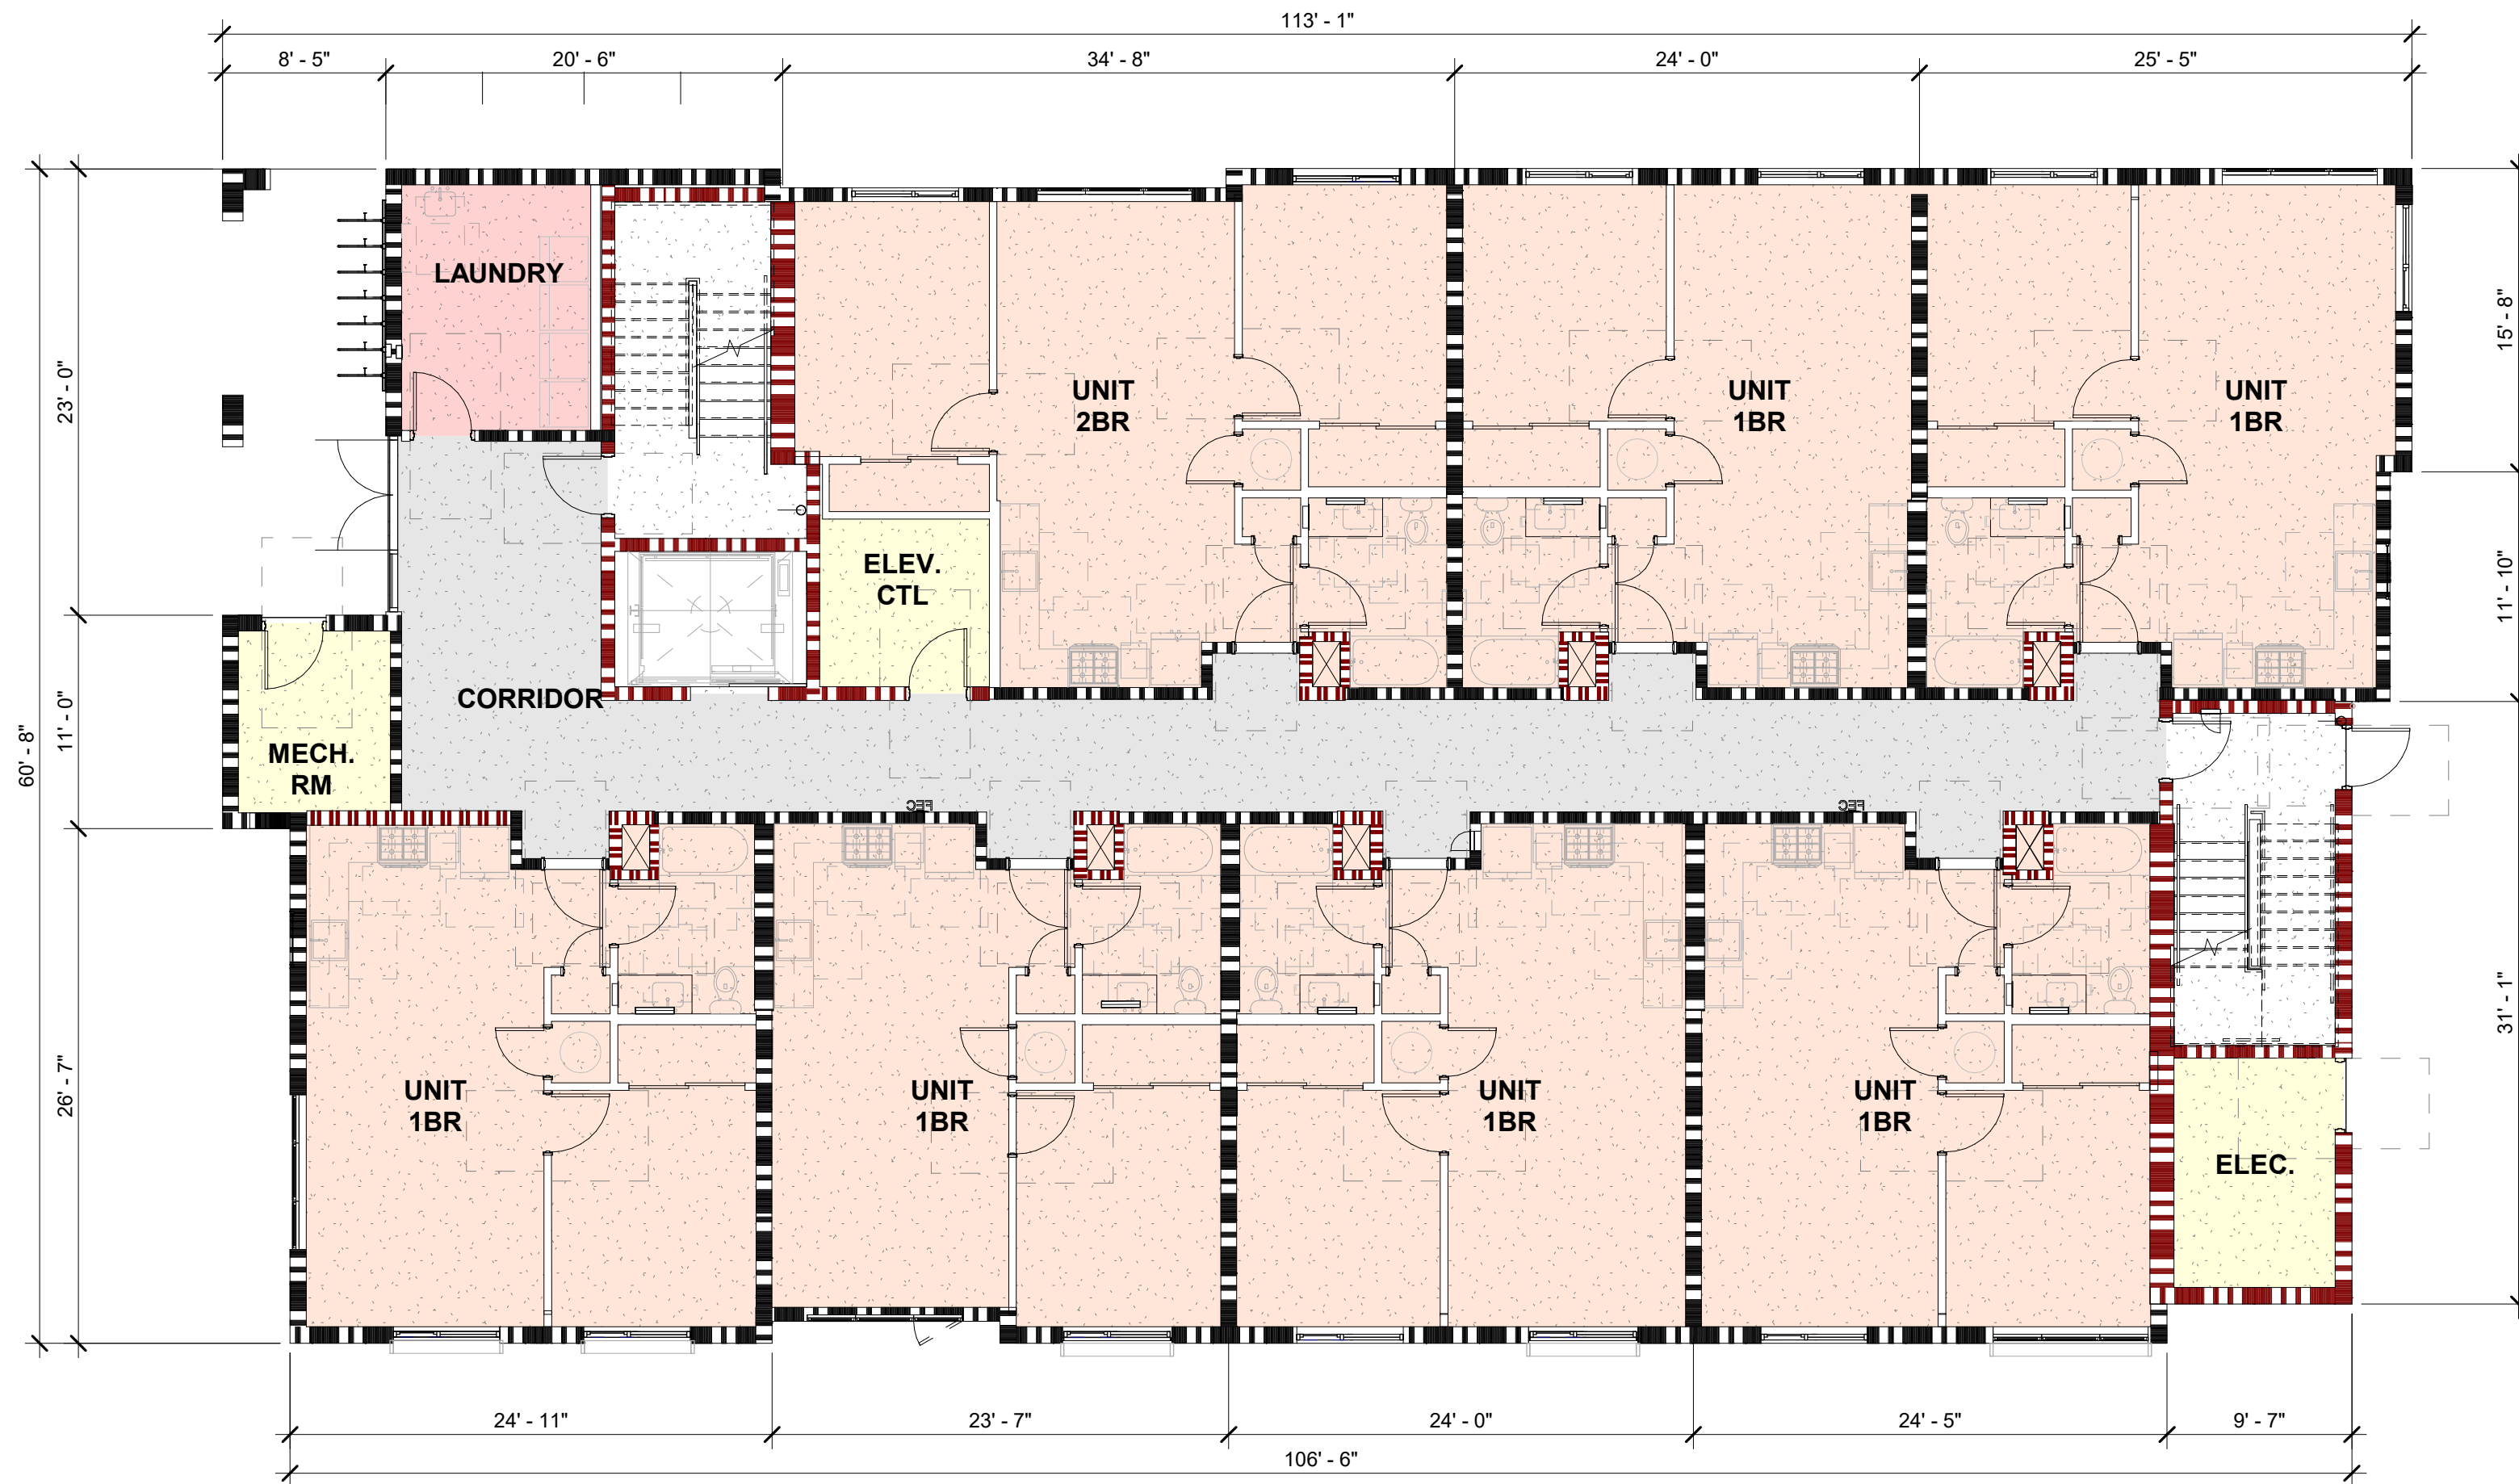 113' - 1"
8' - 5"
20' - 6"
34' - 8"
24' - 0"
25' - 5"
LAUNDRY
UNIT
2BR
UNIT
1BR
UNIT
1BR
15' - 8"
23' - 0"
ELEV.
CTL
11' - 10"
CORRIDOR
11' - 0"
60' - 8"
MECH.
RM
FEC
FEC
31' - 1"
26' - 7"
UNIT
1BR
UNIT
1BR
UNIT
1BR
UNIT
1BR
ELEC.
24' - 11"
23' - 7"
24' - 0"
24' - 5"
9' - 7"
106' - 6"